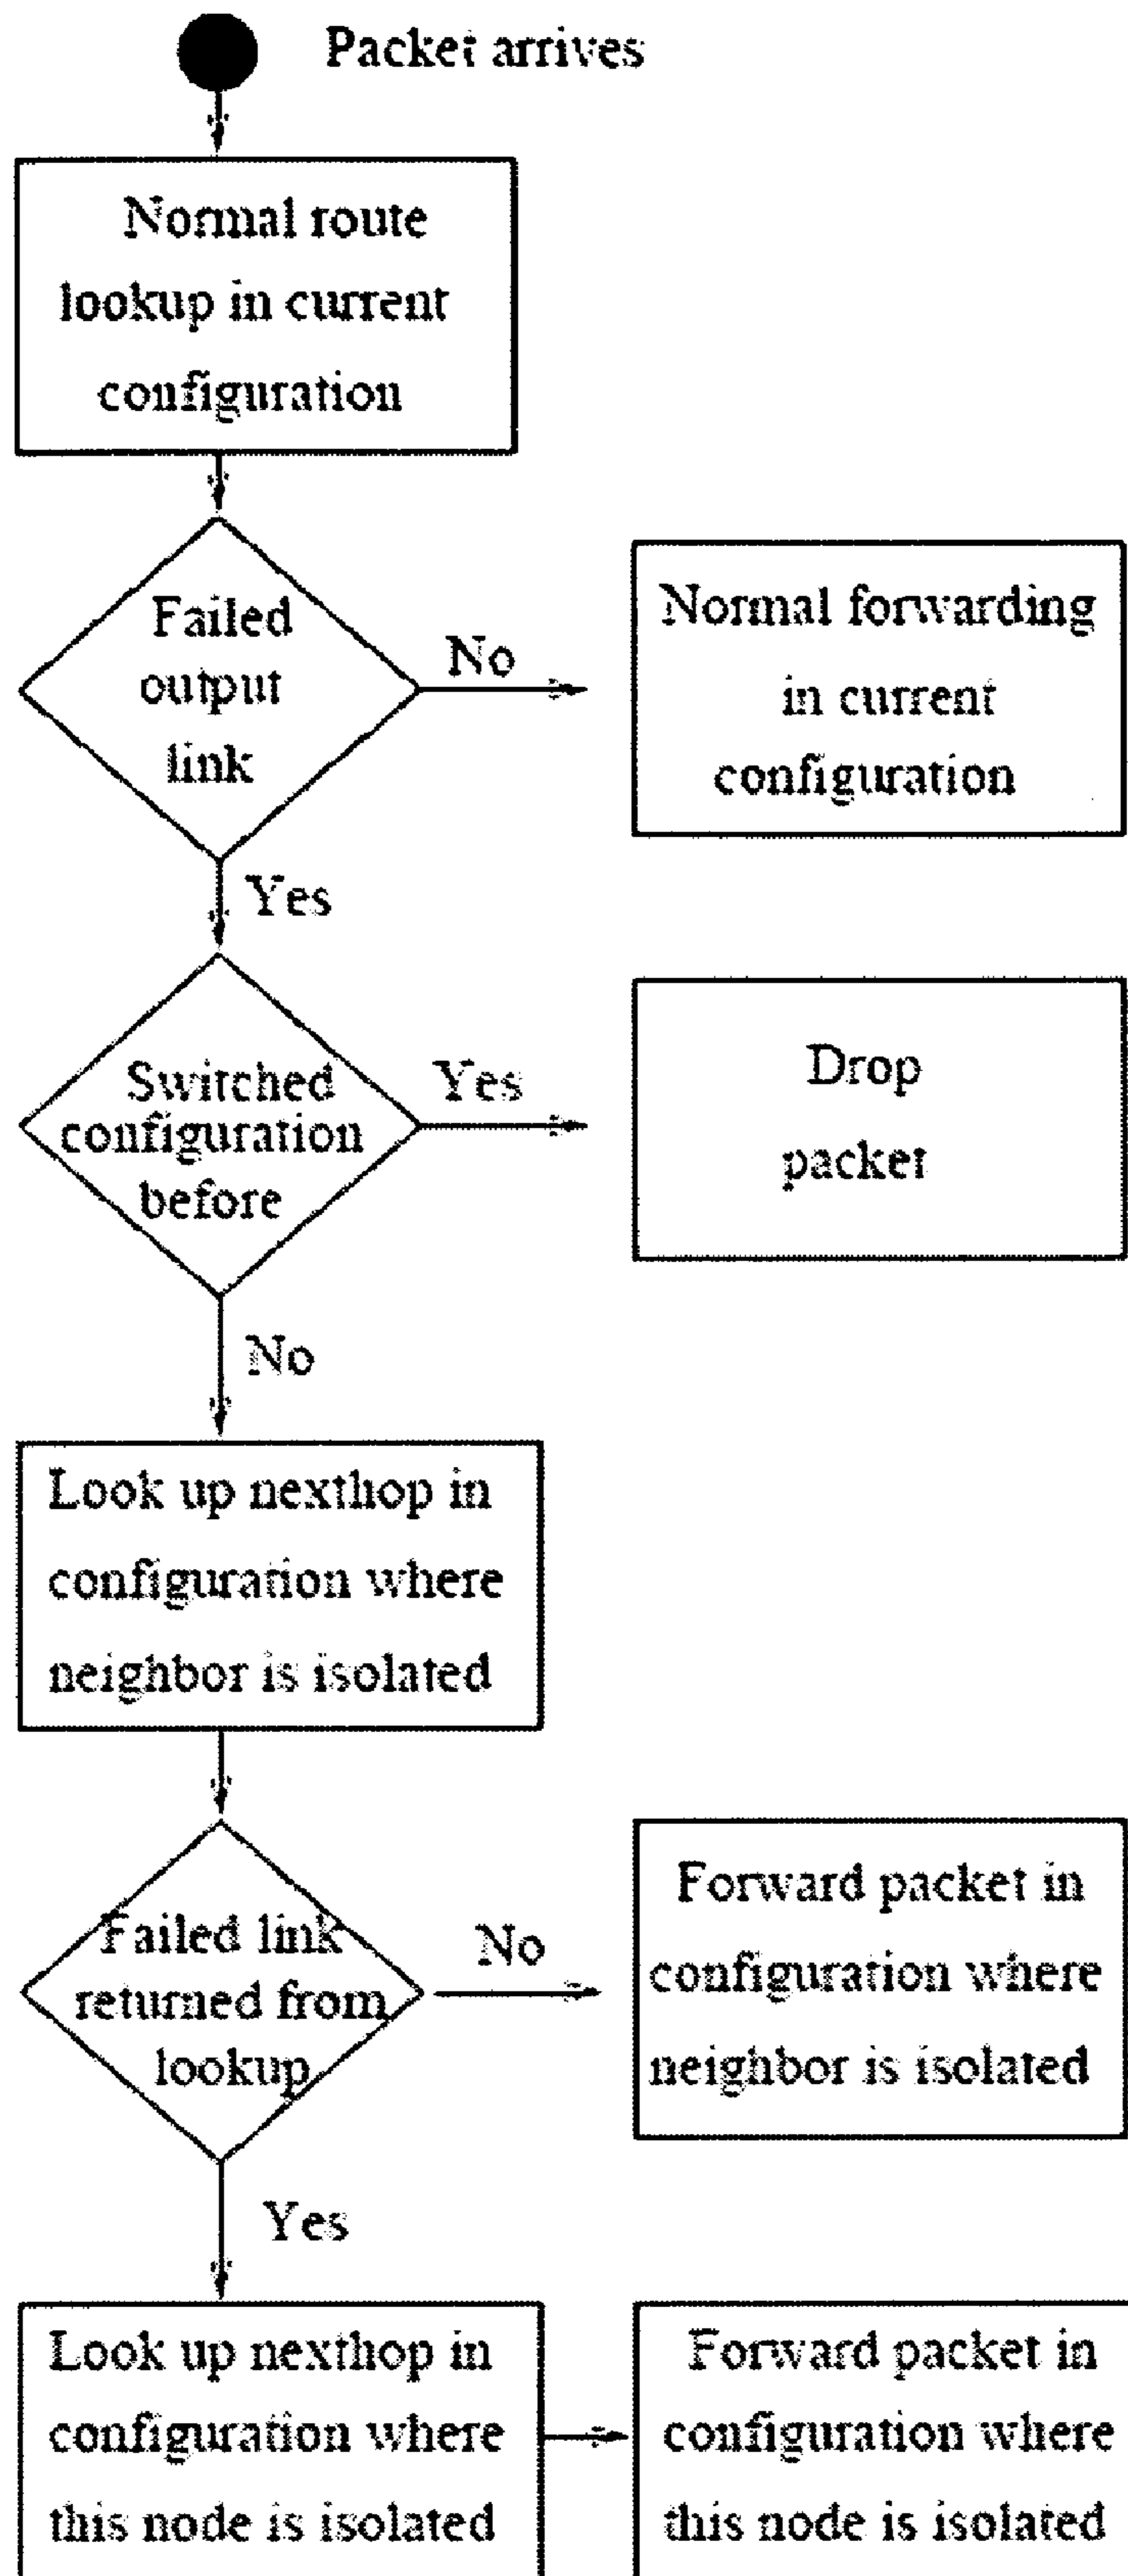 Packet arrives
Normal route
lookup in current
configuration
Failed
output
link
No
Normal forwarding
in current
configuration
Yes
Switched
configuration
before
Yes
Drop
packet
No
Look up nexthop in
configuration where
neighbor is isolated
Failed link
returned from
lookup
No
Forward packet in
configuration where
neighbor is isolated
Yes
Look up nexthop in
configuration where
this node is isolated
Forward packet in
configuration where
this node is isolated